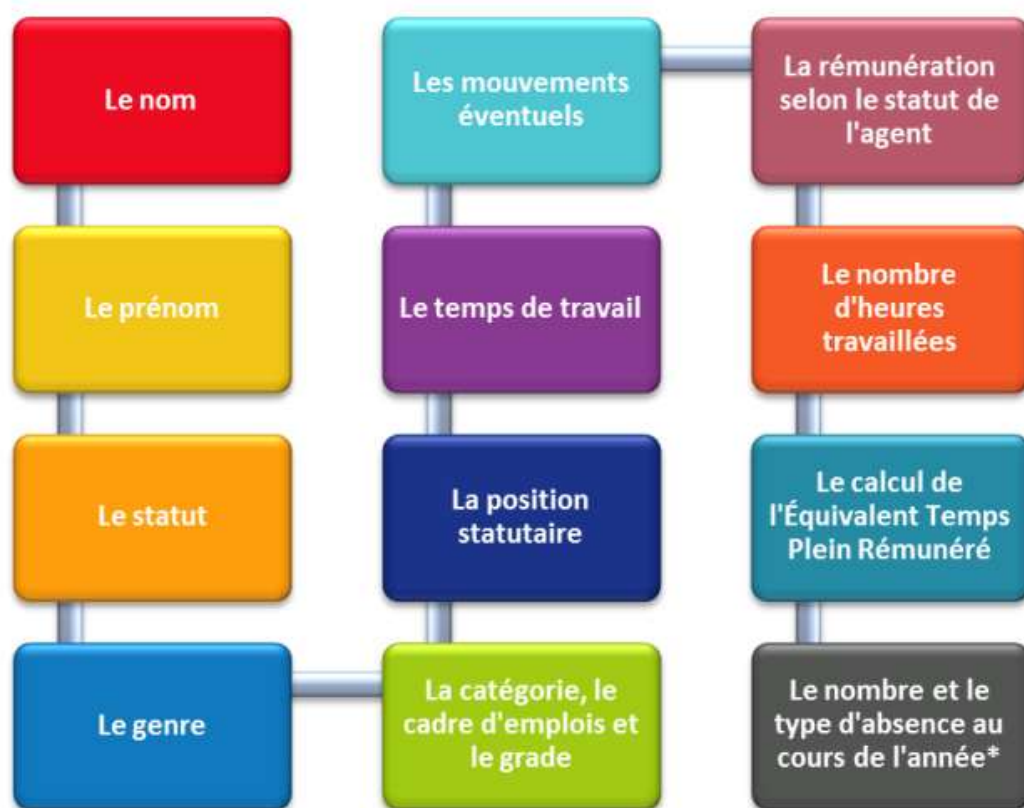 Le nom
Le prénom
Le statut
Le genre
La catégorie, le
cadre d'emplois et
le grade
La position
statutaire
Le temps de travail
Les mouvements
éventuels
La rémunération
selon le statut de
l'agent
Le nombre
d'heures
travaillées
Le calcul de
l'Équivalent Temps
Plein Rémunéré
Le nombre et le
type d'absence au
cours de l'année*